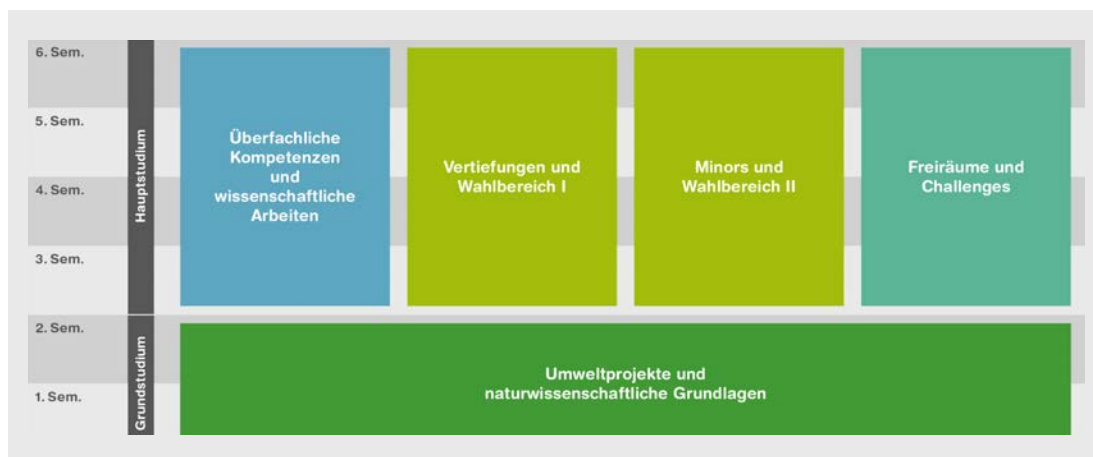 6. Sem.
5. Sem.
4. Sem.
3. Sem.
2. Sem.
1. Sem.
Hauptstudium
Grundstudium
Überfachliche
Kompetenzen
und
wissenschaftliche
Arbeiten
Vertiefungen und
Wahlbereich I
Minors und
Wahlbereich II
Freiräume und
Challenges
Umweltprojekte und
naturwissenschaftliche Grundlagen